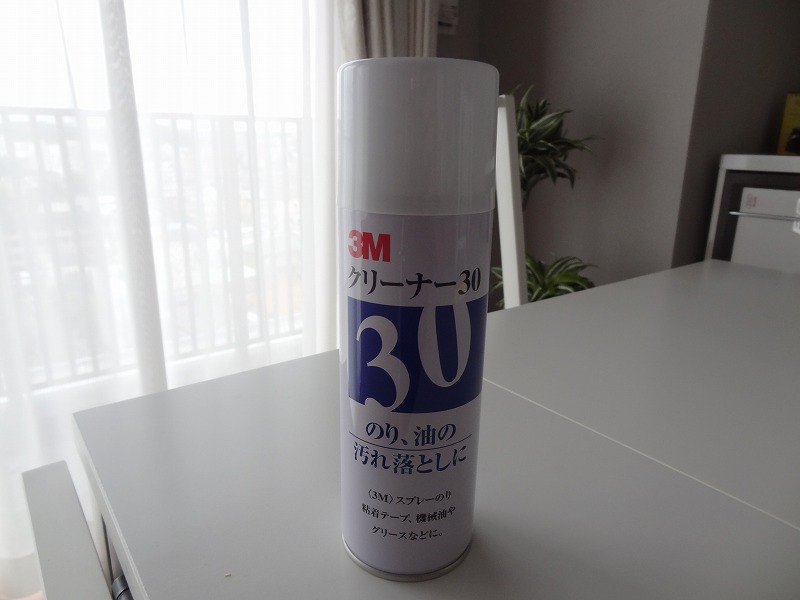 3M
クリーナー30
30
のり、油の
汚れ落としに
〈3M〉スプレーのり
粘着テープ、機械油や
グリースなどに。